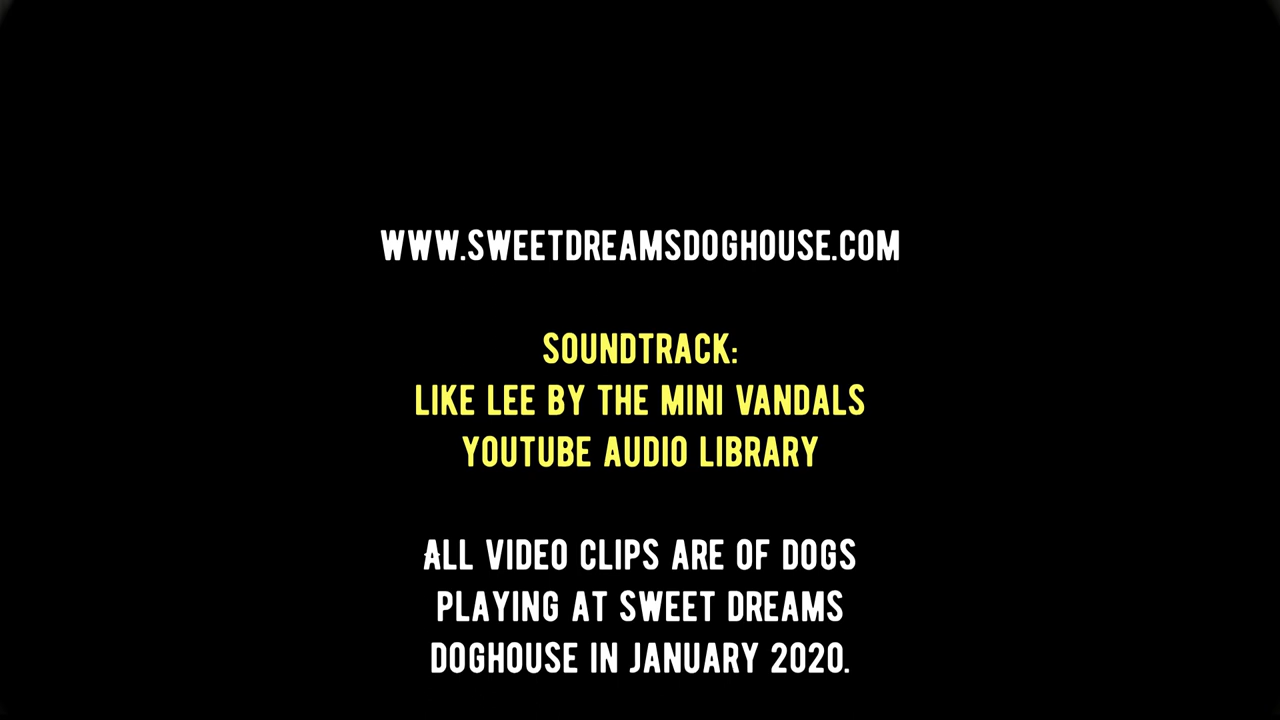 WWW.SWEETDREAMSDOGHOUSE.COM
SOUNDTRACK:
LIKE LEE BY THE MINI VANDALS
YOUTUBE AUDIO LIBRARY
ALL VIDEO CLIPS ARE OF DOGS
PLAYING AT SWEET DREAMS
DOGHOUSE IN JANUARY 2020.